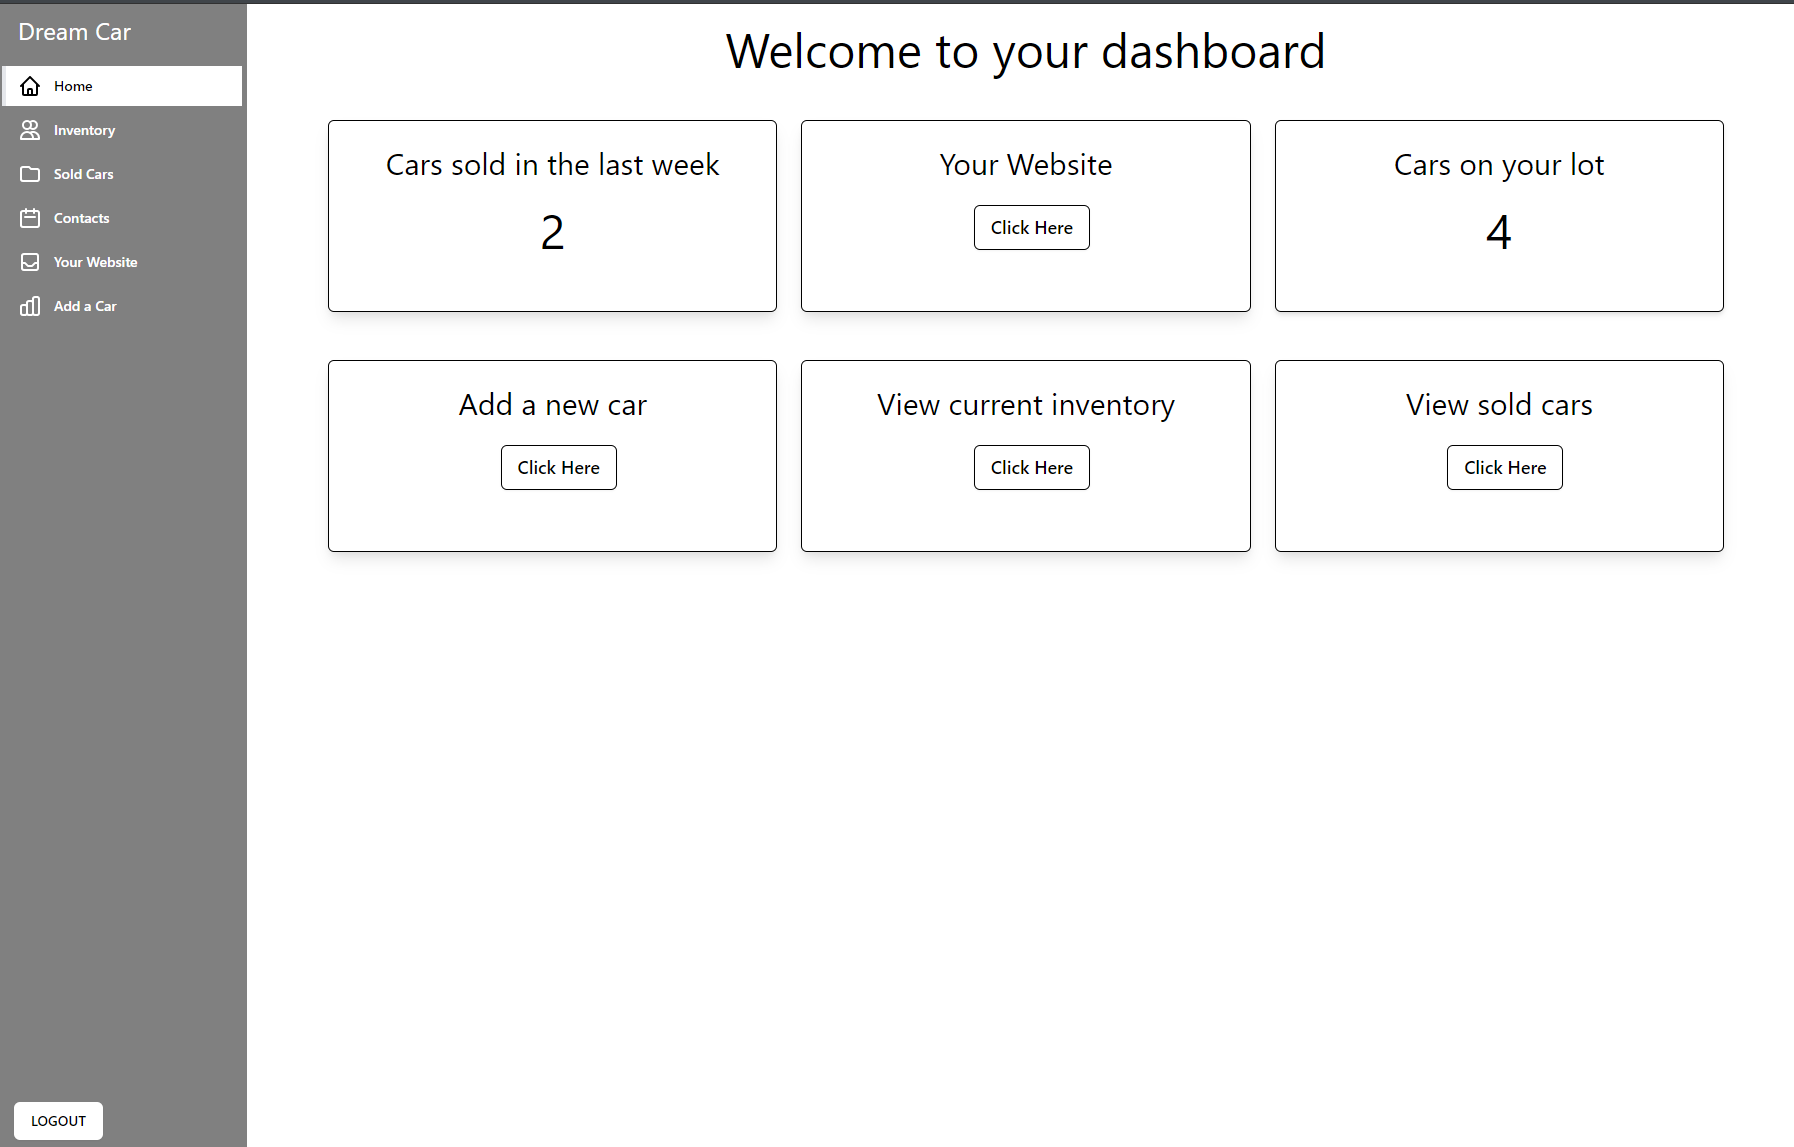 Dream Car
Home
Inventory
Sold Cars
Contacts
Your Website
Add a Car
LOGOUT
Welcome to your dashboard
Cars sold in the last week
2
Your Website
Click Here
Cars on your lot
4
Add a new car
Click Here
View current inventory
Click Here
View sold cars
Click Here